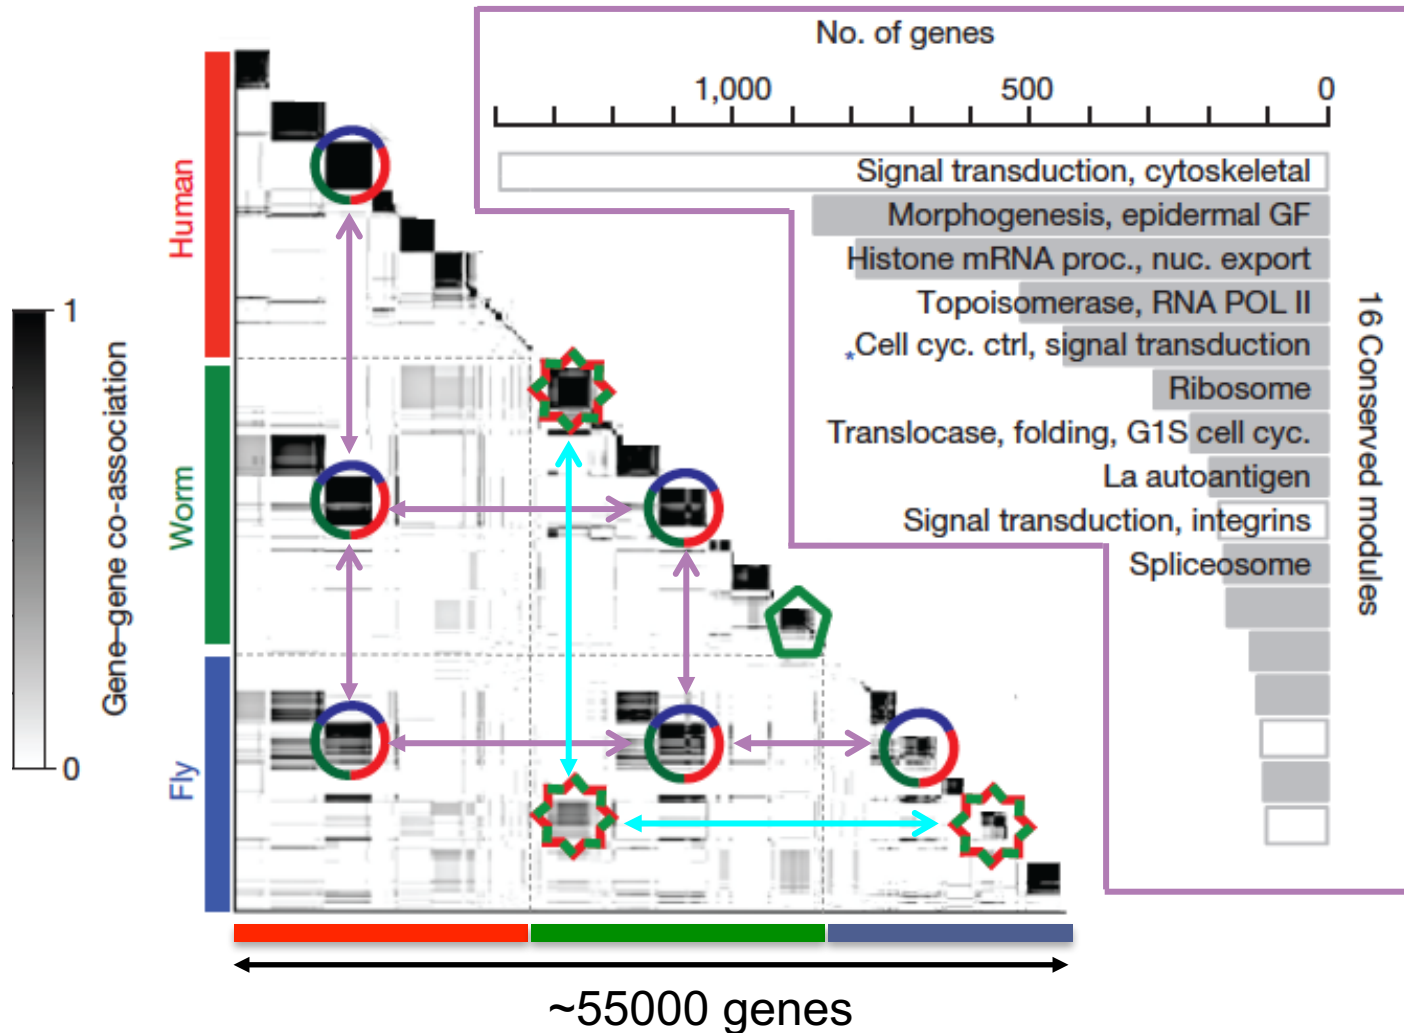 No. of genes
1,000
500
0
Signal transduction, cytoskeletal
Morphogenesis, epidermal GF
Histone mRNA proc., nuc. export
Topoisomerase, RNA POL II
*Cell cyc. ctrl, signal transduction
Ribosome
Translocase, folding, G1S cell cyc.
La autoantigen
Signal transduction, integrins
Spliceosome
16 Conserved modules
Human
Worm
Fly
1
Gene-gene co-association
0
~55000 genes